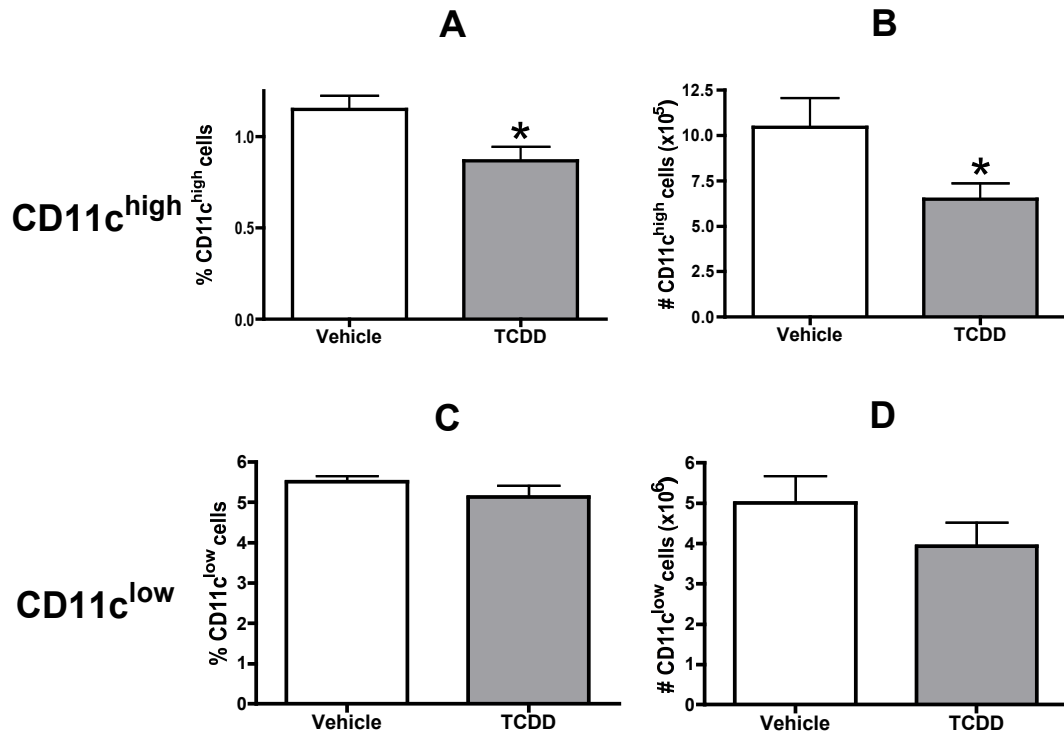 A
B
CD11c^high
% CD11c^high cells
1.0
0.5
0.0
*
Vehicle
TCDD
# CD11c^high cells (x10^5)
12.5
10.0
7.5
5.0
2.5
0.0
*
Vehicle
TCDD
C
D
CD11c^low
% CD11c^low cells
6
5
4
3
2
1
0
Vehicle
TCDD
# CD11c^low cells (x10^6)
6
5
4
3
2
1
0
Vehicle
TCDD